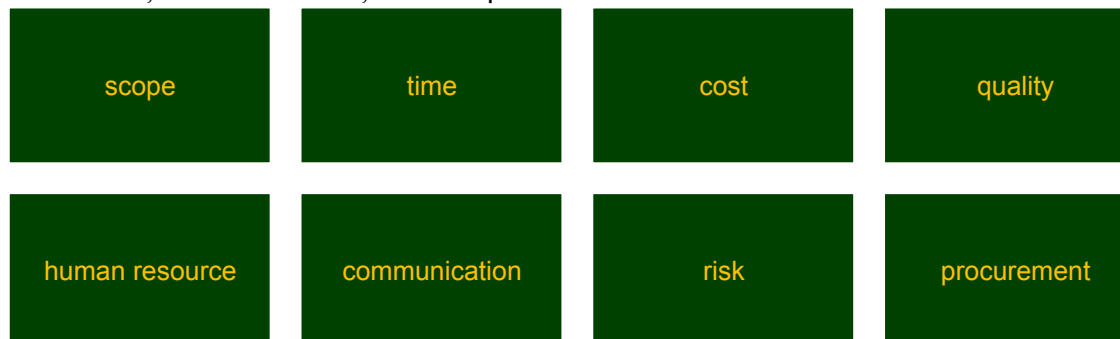 scope
time
cost
quality
human resource
communication
risk
procurement